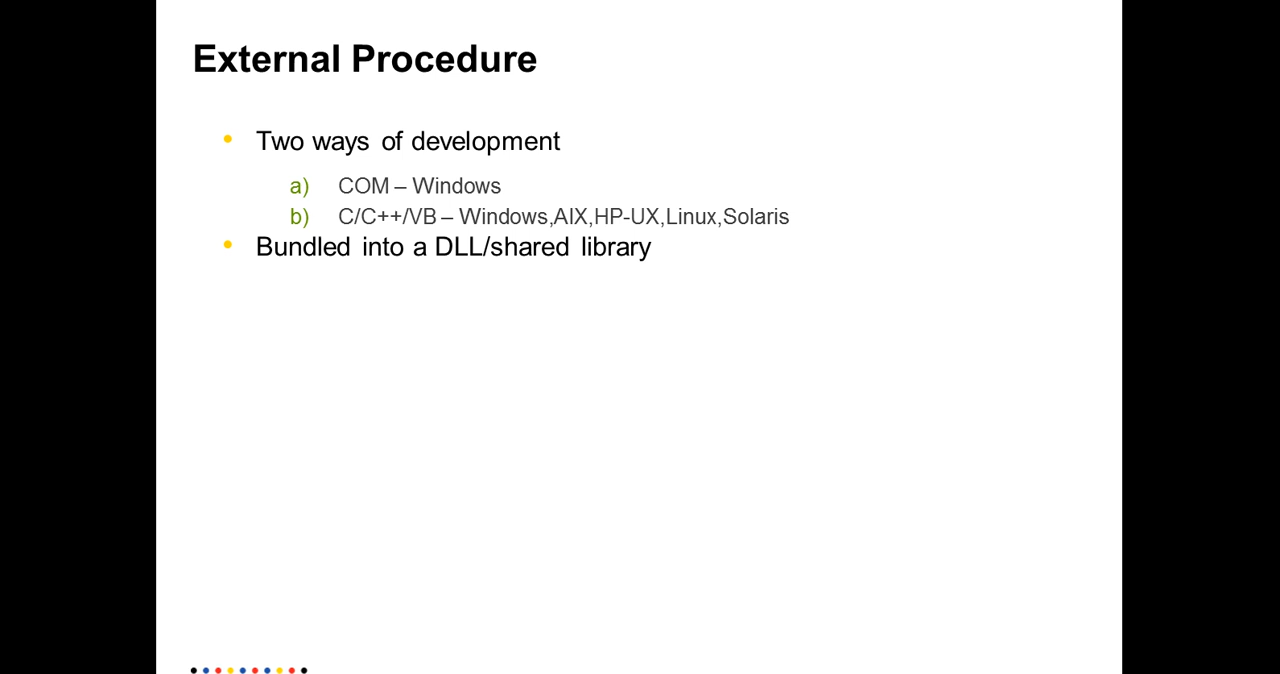 External Procedure
• Two ways of development
a) COM – Windows
b) C/C++/VB – Windows,AIX,HP-UX,Linux,Solaris
• Bundled into a DLL/shared library